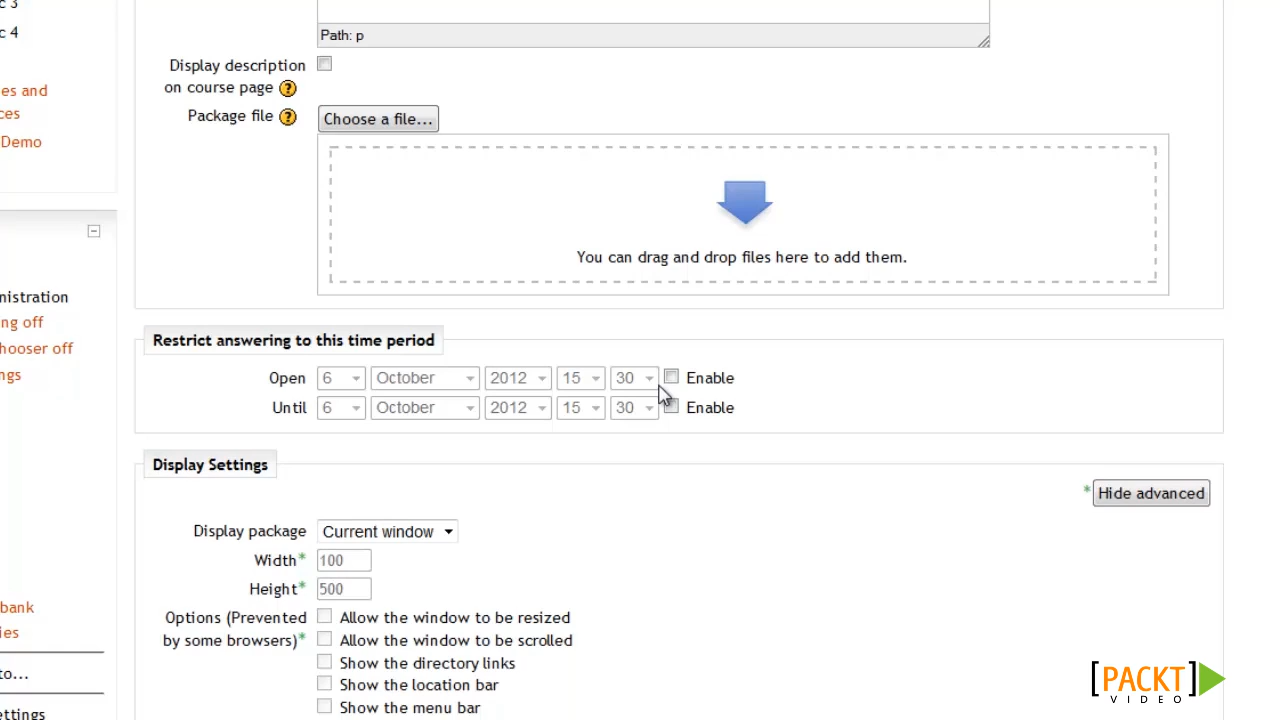 c 3
c 4
Path: p
Display description
on course page ?
es and
ces
Demo
Package file ? Choose a file...
You can drag and drop files here to add them.
nistration
ng off
hooser off
ngs
Restrict answering to this time period
Open 6 October 2012 15 30 Enable
Until 6 October 2012 15 30 Enable
Display Settings
* Hide advanced
Display package Current window
Width* 100
Height* 500
Options (Prevented
by some browsers)*
Allow the window to be resized
Allow the window to be scrolled
Show the directory links
Show the location bar
Show the menu bar
bank
ies
to...
ettings
[PACKT]
VIDEO